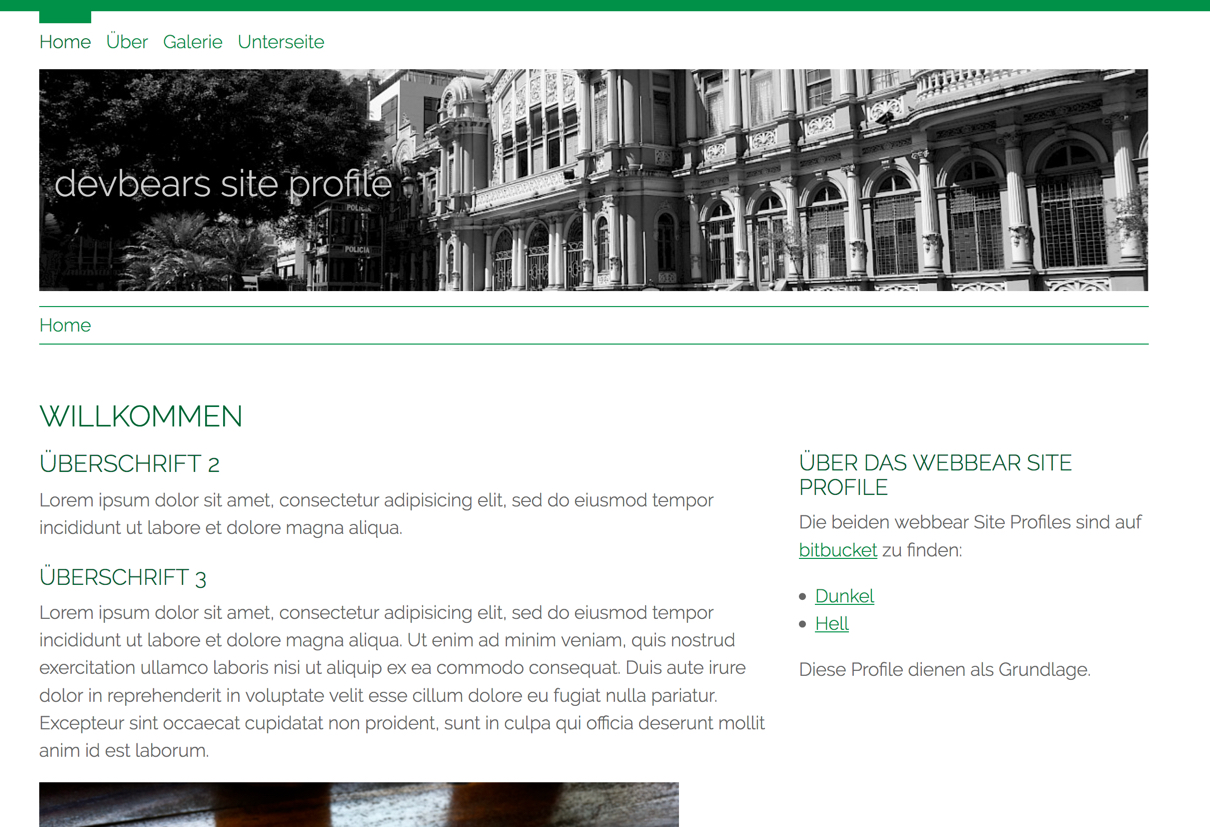 Home Über Galerie Unterseite
devbears site profile
POLICIA
POLICIA
Home
WILLKOMMEN
ÜBERSCHRIFT 2
Lorem ipsum dolor sit amet, consectetur adipisicing elit, sed do eiusmod tempor
incididunt ut labore et dolore magna aliqua.
ÜBERSCHRIFT 3
Lorem ipsum dolor sit amet, consectetur adipisicing elit, sed do eiusmod tempor
incididunt ut labore et dolore magna aliqua. Ut enim ad minim veniam, quis nostrud
exercitation ullamco laboris nisi ut aliquip ex ea commodo consequat. Duis aute irure
dolor in reprehenderit in voluptate velit esse cillum dolore eu fugiat nulla pariatur.
Excepteur sint occaecat cupidatat non proident, sunt in culpa qui officia deserunt mollit
anim id est laborum.
ÜBER DAS WEBBEAR SITE
PROFILE
Die beiden webbear Site Profiles sind auf
bitbucket zu finden:
Dunkel
Hell
Diese Profile dienen als Grundlage.